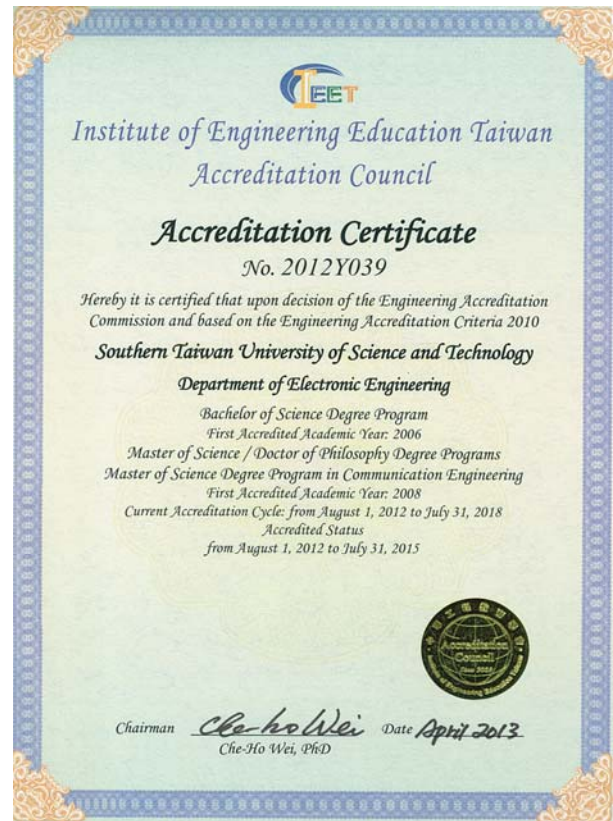 IEET
Institute of Engineering Education Taiwan
Accreditation Council
Accreditation Certificate
No. 2012Y039
Hereby it is certified that upon decision of the Engineering Accreditation
Commission and based on the Engineering Accreditation Criteria 2010
Southern Taiwan University of Science and Technology
Department of Electronic Engineering
Bachelor of Science Degree Program
First Accredited Academic Year: 2006
Master of Science / Doctor of Philosophy Degree Programs
Master of Science Degree Program in Communication Engineering
First Accredited Academic Year: 2008
Current Accreditation Cycle: from August 1, 2012 to July 31, 2018
Accredited Status
from August 1, 2012 to July 31, 2015
Accreditation
Council
Institute of Engineering Education Taiwan
Chairman Che-ho Wei Date April 2013
Che-Ho Wei, PhD